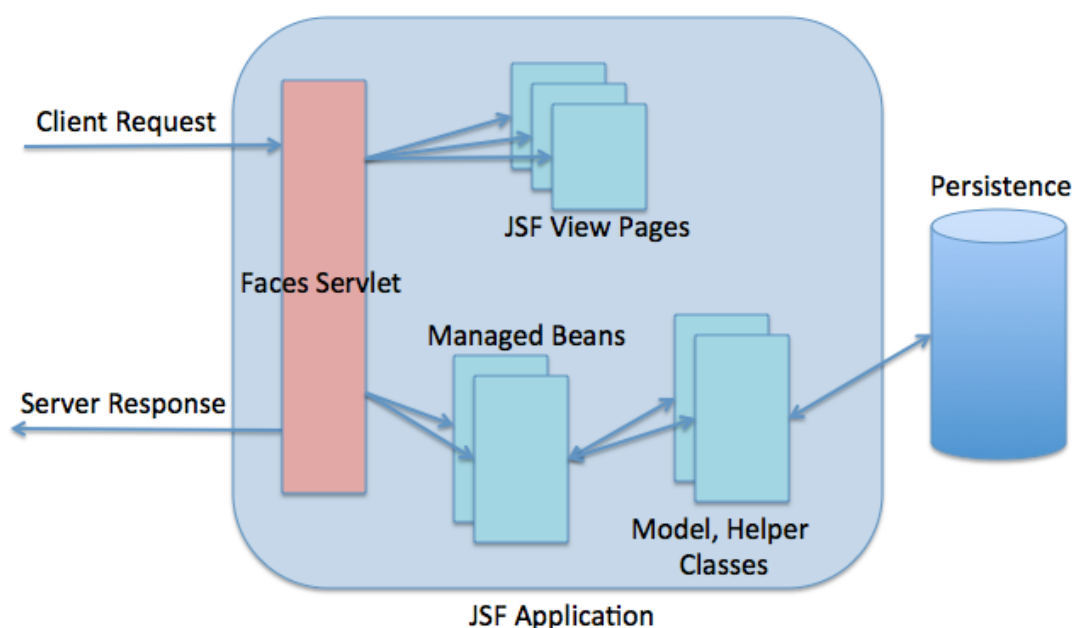 Client Request
Persistence
JSF View Pages
Faces Servlet
Managed Beans
Server Response
Model, Helper
Classes
JSF Application